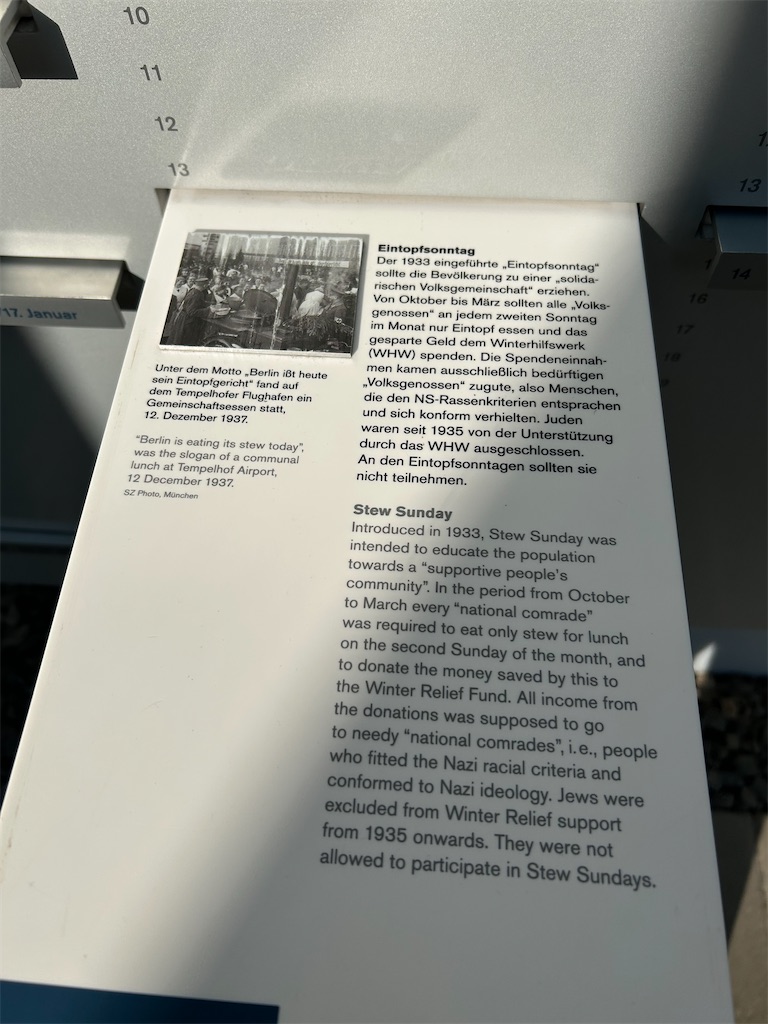 10
11
12
13
1
13
1
14
16
17
19
9
/17. Januar
Unter dem Motto „Berlin ißt heute
sein Eintopfgericht“ fand auf
dem Tempelhofer Flughafen ein
Gemeinschaftsessen statt,
12. Dezember 1937.
“Berlin is eating its stew today”,
was the slogan of a communal
lunch at Tempelhof Airport,
12 December 1937.
SZ Photo, München
Eintopfsonntag
Der 1933 eingeführte „Eintopfsonntag“
sollte die Bevölkerung zu einer „solida-
rischen Volksgemeinschaft“ erziehen.
Von Oktober bis März sollten alle „Volks-
genossen“ an jedem zweiten Sonntag
im Monat nur Eintopf essen und das
gesparte Geld dem Winterhilfswerk
(WHW) spenden. Die Spendeneinnah-
men kamen ausschließlich bedürftigen
„Volksgenossen“ zugute, also Menschen,
die den NS-Rassenkriterien entsprachen
und sich konform verhielten. Juden
waren seit 1935 von der Unterstützung
durch das WHW ausgeschlossen.
An den Eintopfsonntagen sollten sie
nicht teilnehmen.
Stew Sunday
Introduced in 1933, Stew Sunday was
intended to educate the population
towards a “supportive people’s
community”. In the period from October
to March every “national comrade”
was required to eat only stew for lunch
on the second Sunday of the month, and
to donate the money saved by this to
the Winter Relief Fund. All income from
the donations was supposed to go
to needy “national comrades”, i.e., people
who fitted the Nazi racial criteria and
conformed to Nazi ideology. Jews were
excluded from Winter Relief support
from 1935 onwards. They were not
allowed to participate in Stew Sundays.